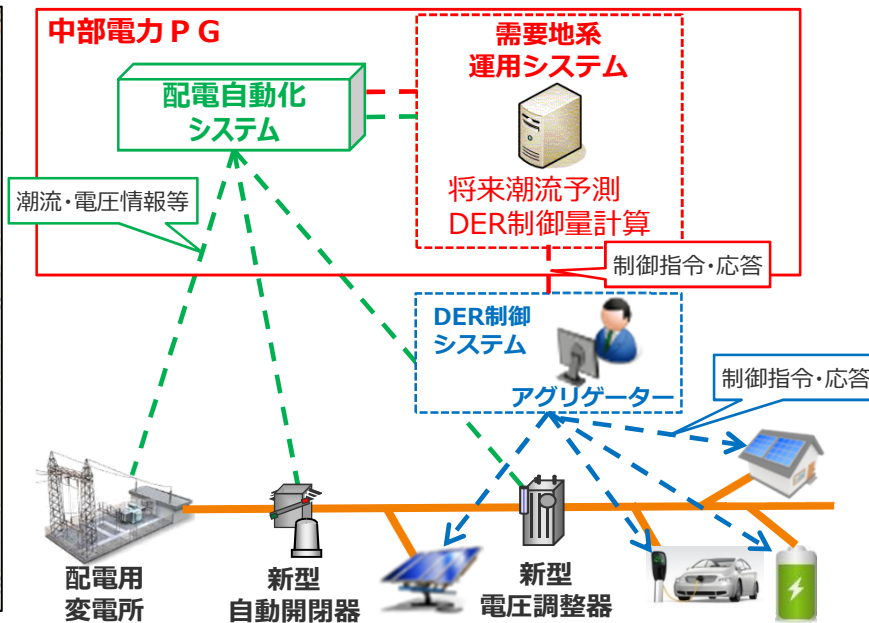 中部電力ＰＧ
需要地系
運用システム
配電自動化
システム
将来潮流予測
DER制御量計算
潮流・電圧情報等
制御指令・応答
DER制御
システム
アグリゲーター
制御指令・応答
配電用
変電所
新型
自動開閉器
新型
電圧調整器